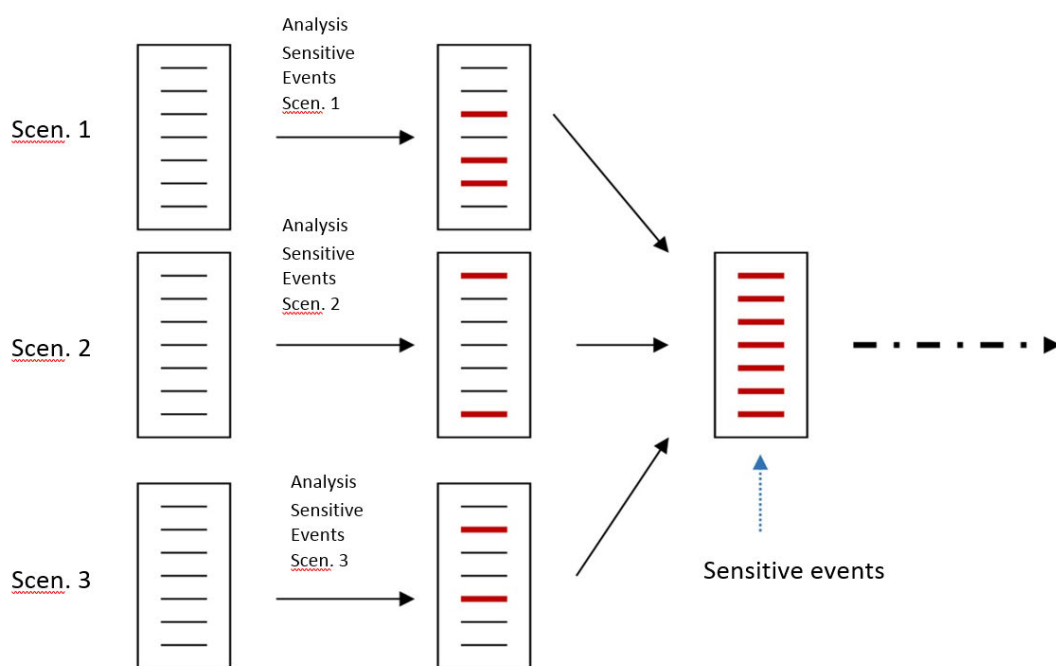 Analysis
Sensitive
Events
Scen. 1
Scen. 1
Analysis
Sensitive
Events
Scen. 2
Scen. 2
Analysis
Sensitive
Events
Scen. 3
Scen. 3
Sensitive events